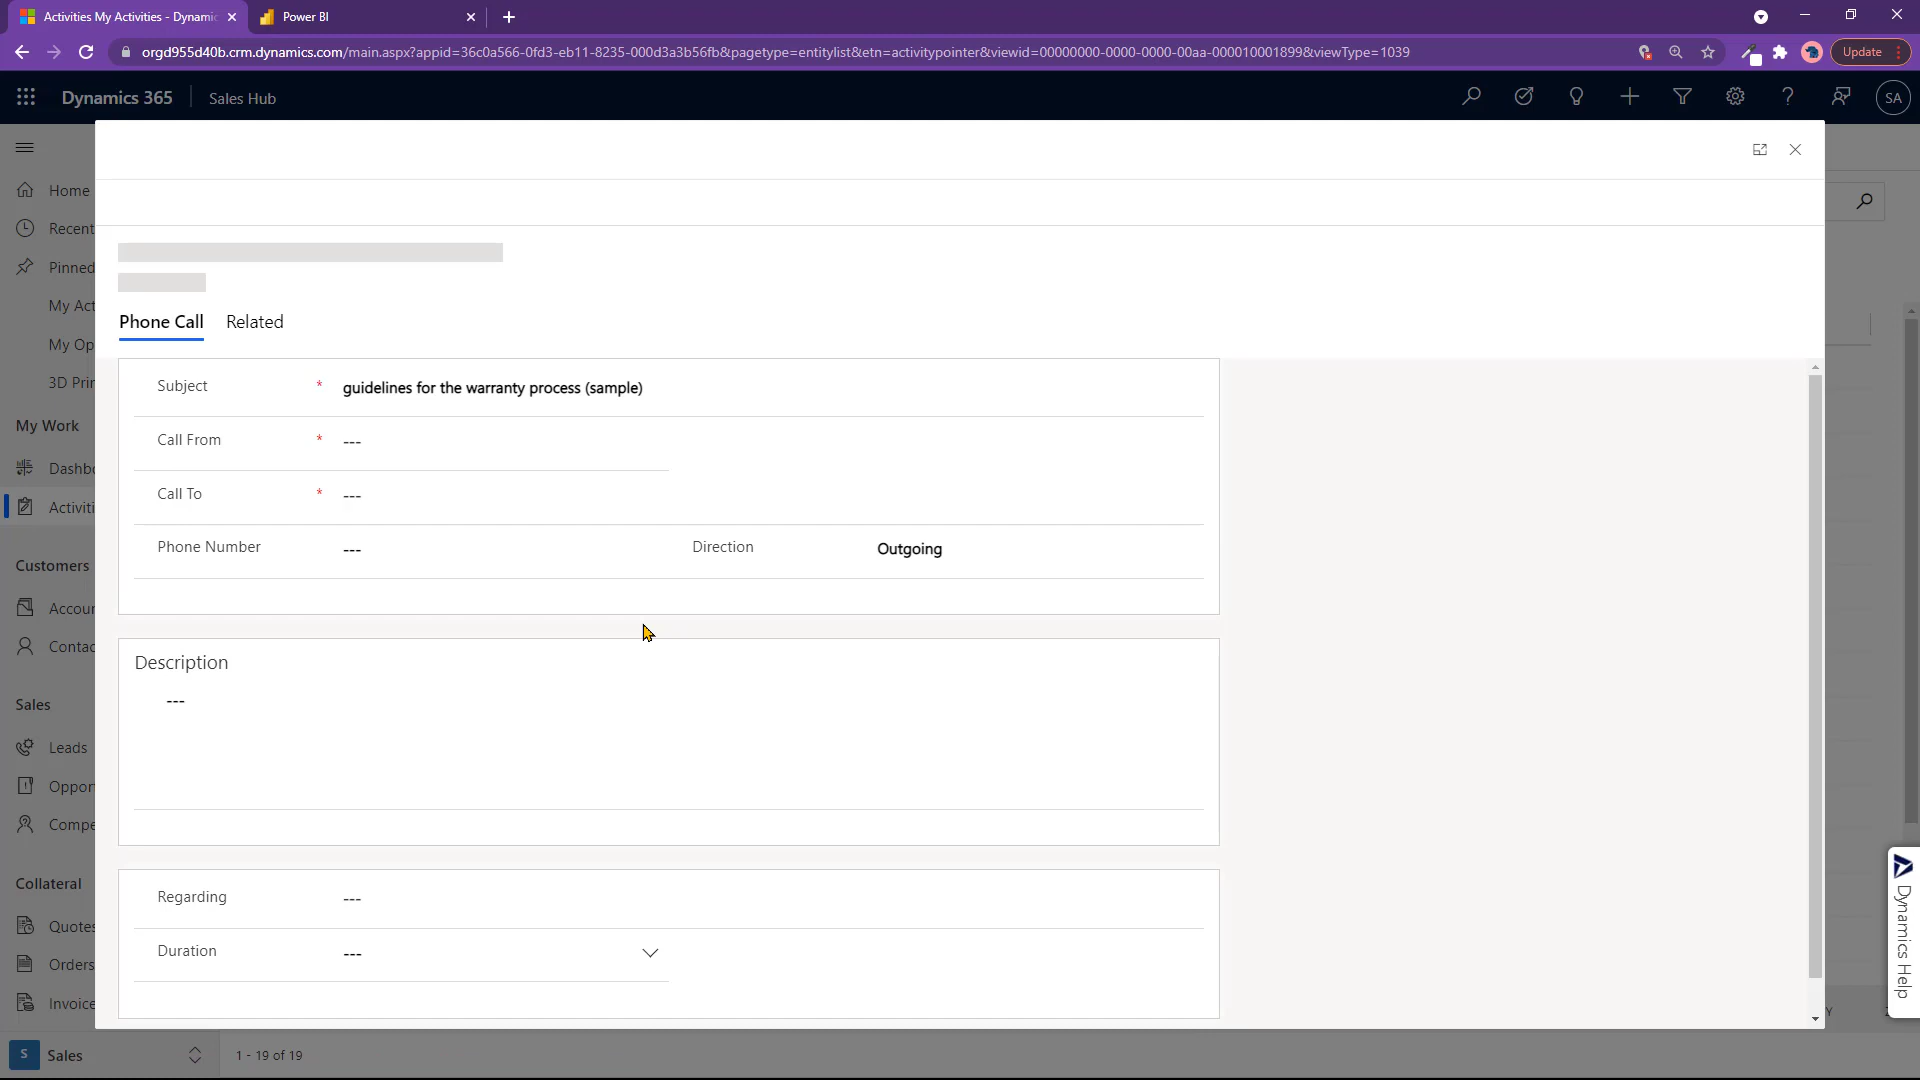 Activities My Activities - Dynamic
Power BI
orgd955d40b.crm.dynamics.com/main.aspx?appid=36c0a566-0fd3-eb11-8235-000d3a3b56fb&pagetype=entitylist&etn=activitypointer&viewid=00000000-0000-0000-00aa-000010001899&viewType=1039
Update
Dynamics 365
Sales Hub
SA
Home
Recent
Pinned
My Act
My Op
3D Prin
My Work
Dashbo
Activiti
Customers
Accoun
Contac
Sales
Leads
Opport
Compe
Collateral
Quotes
Orders
Invoice
S
Sales
1 - 19 of 19
Phone Call
Related
Subject * guidelines for the warranty process (sample)
Call From * ---
Call To * ---
Phone Number ---
Direction Outgoing
Description
---
Regarding ---
Duration ---
Dynamics Help